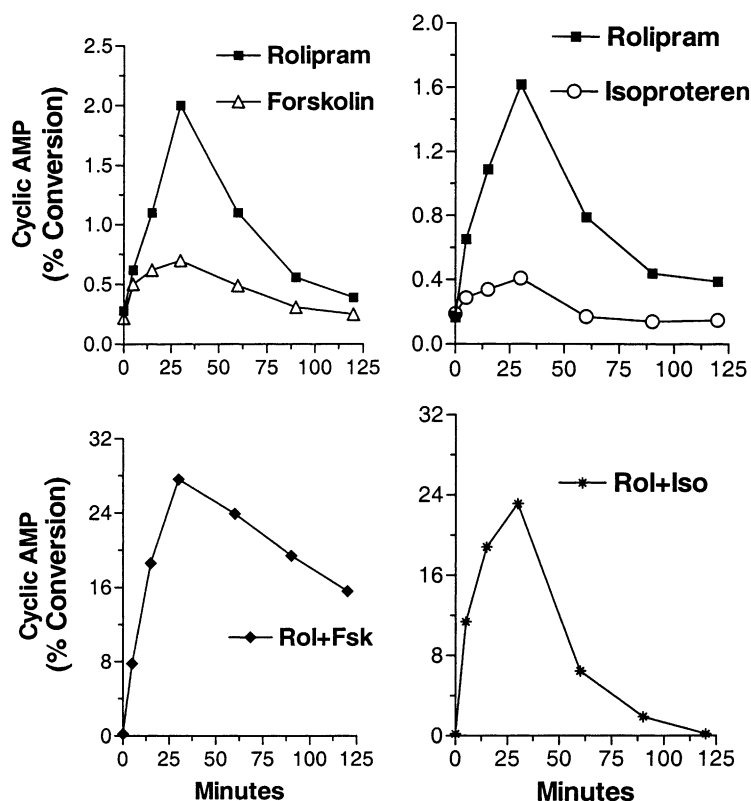 Cyclic AMP
(% Conversion)
2.5
2.0
1.5
1.0
0.5
0.0
Rolipram
Forskolin
0 25 50 75 100 125
2.0
1.6
1.2
0.8
0.4
0.0
Rolipram
Isoproteren
0 25 50 75 100 125
Cyclic AMP
(% Conversion)
32
24
16
8
0
Rol+Fsk
0 25 50 75 100 125
Minutes
32
24
16
8
0
Rol+Iso
0 25 50 75 100 125
Minutes